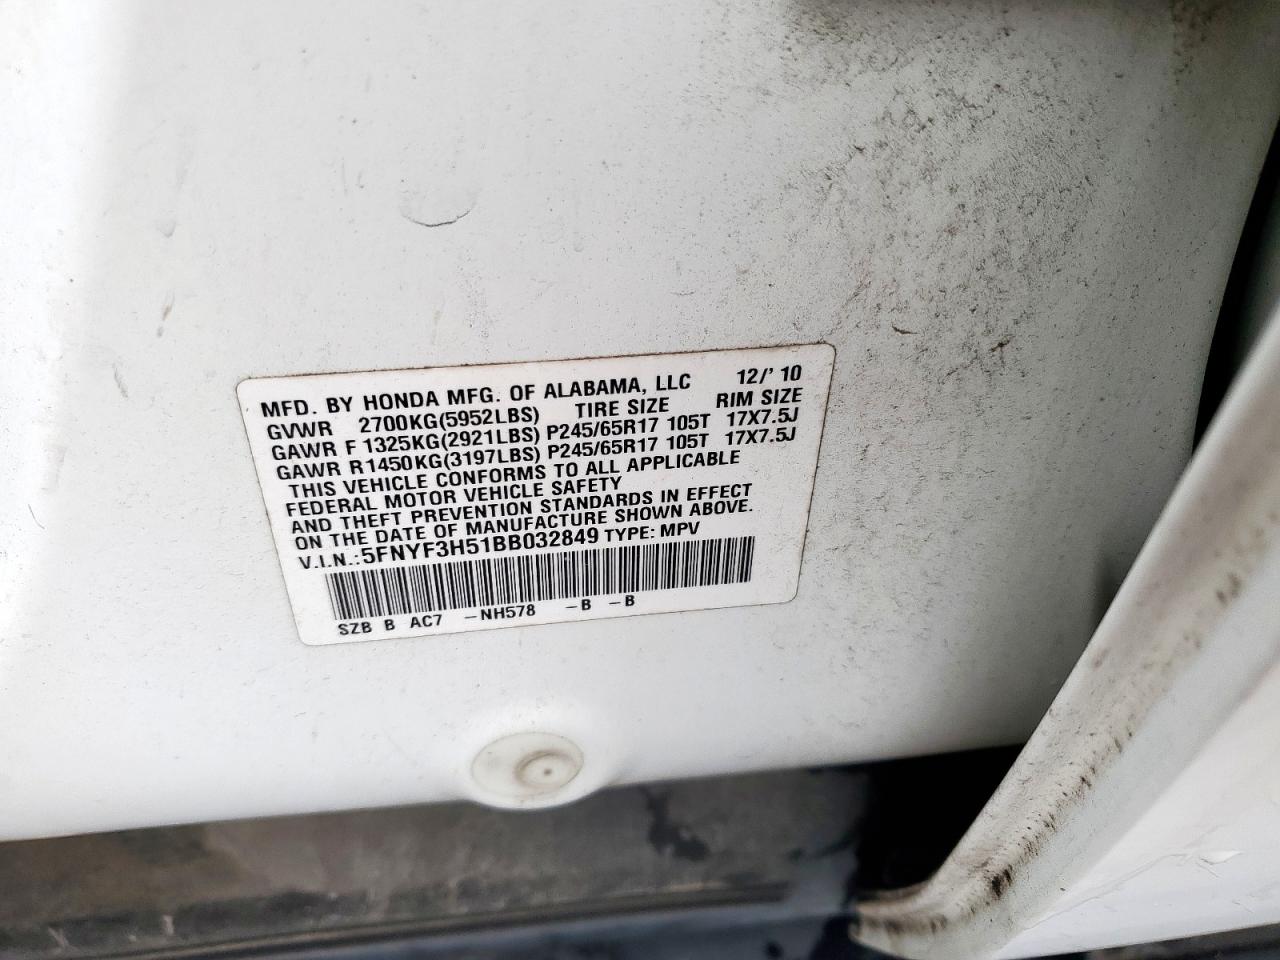 MFD. BY HONDA MFG. OF ALABAMA, LLC 12/' 10
GVWR 2700KG(5952LBS) TIRE SIZE RIM SIZE
GAWR F 1325KG(2921LBS) P245/65R17 105T 17X7.5J
GAWR R1450KG(3197LBS) P245/65R17 105T 17X7.5J
THIS VEHICLE CONFORMS TO ALL APPLICABLE
FEDERAL MOTOR VEHICLE SAFETY
AND THEFT PREVENTION STANDARDS IN EFFECT
ON THE DATE OF MANUFACTURE SHOWN ABOVE.
V.I.N.:5FNYF3H51BB032849 TYPE: MPV
SZB B AC7 -NH578 -B -B